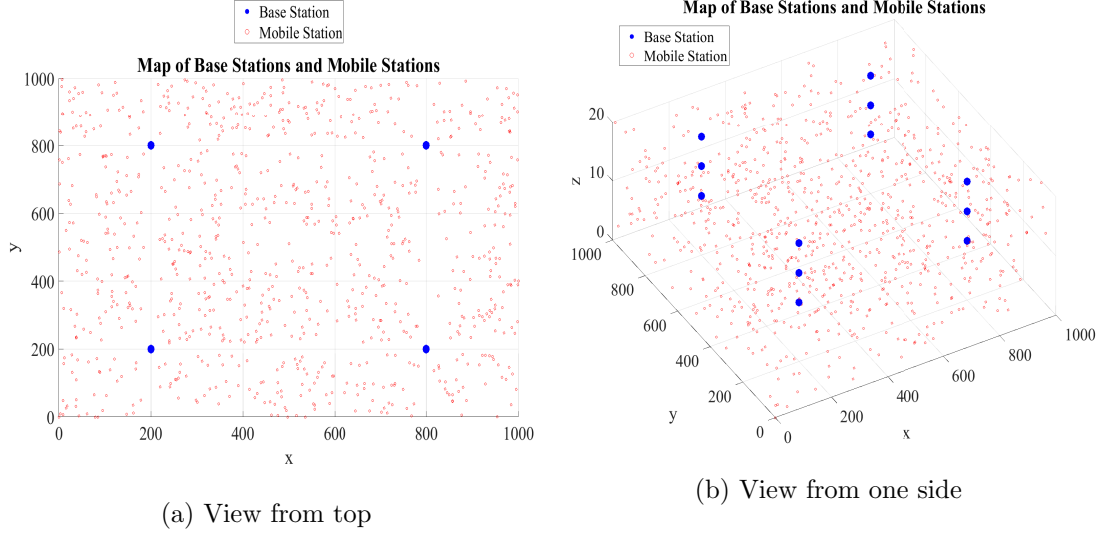 Base Station
Mobile Station
Map of Base Stations and Mobile Stations
1000
800
600
400
200
0
y
0
200
400
600
800
1000
x
(a) View from top
Map of Base Stations and Mobile Stations
Base Station
Mobile Station
20
10
0
z
1000
800
600
400
200
0
y
0
200
400
600
800
1000
x
(b) View from one side